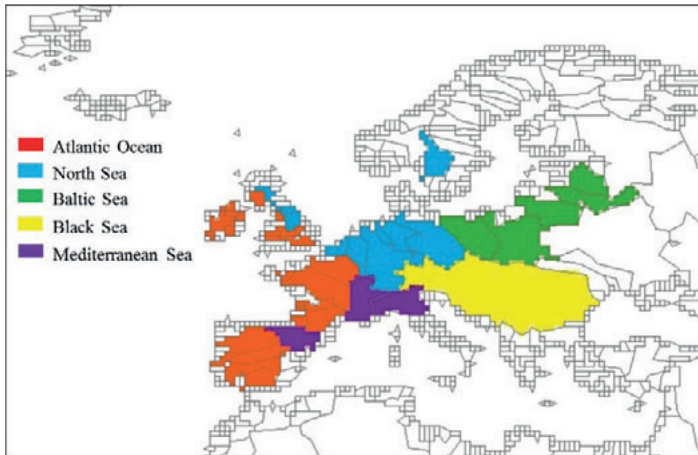 Atlantic Ocean
North Sea
Baltic Sea
Black Sea
Mediterranean Sea